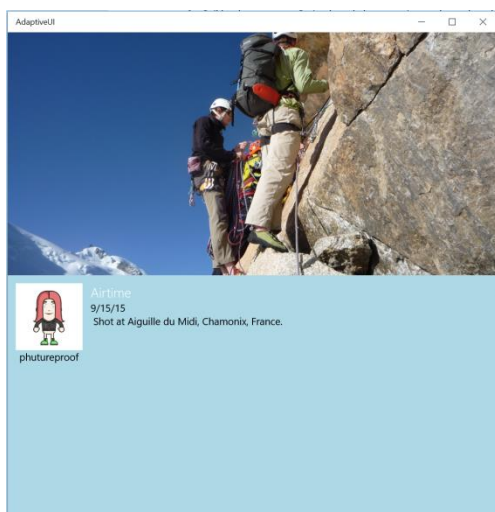 AdaptiveUI
Airtime
9/15/15
Shot at Aiguille du Midi, Chamonix, France.
phutureproof